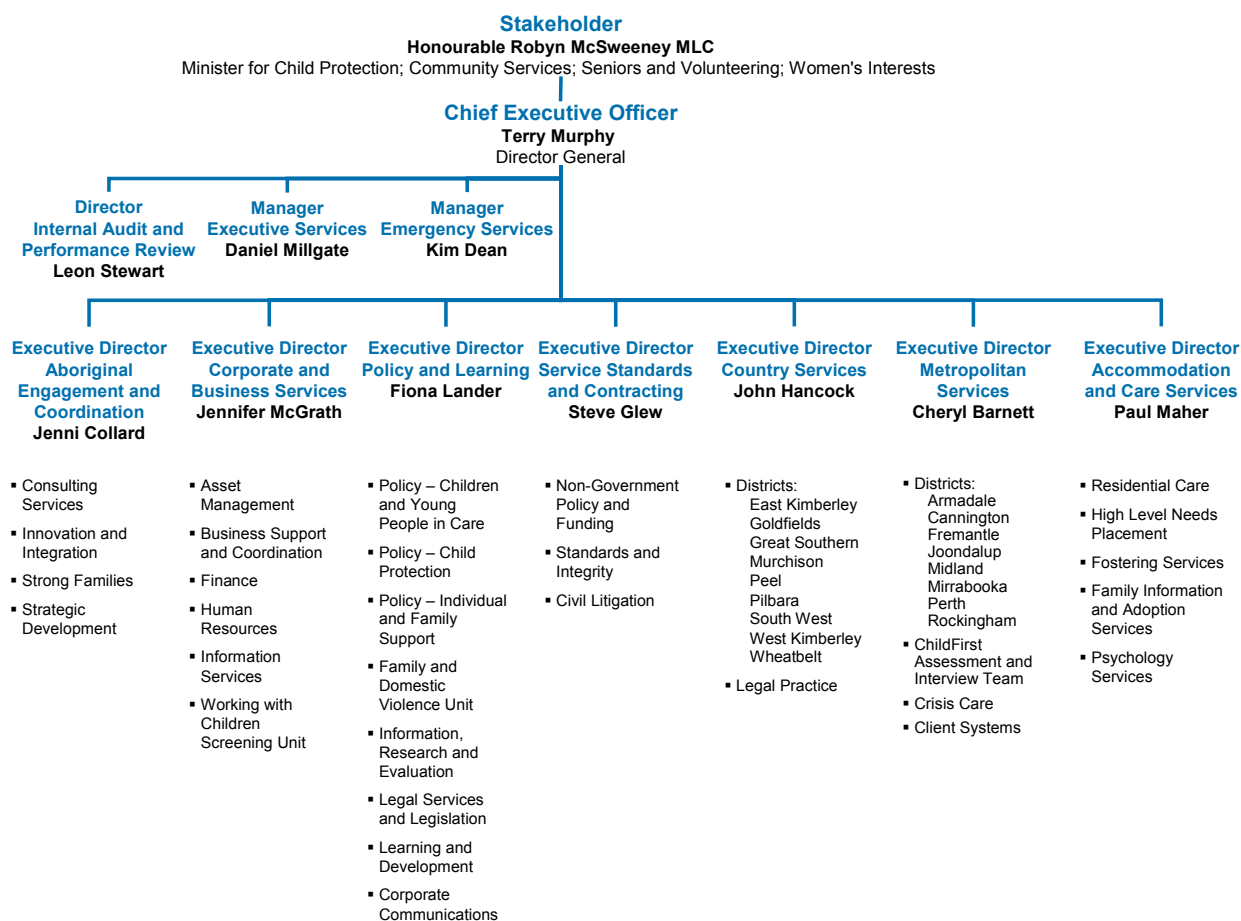 Stakeholder
Honourable Robyn McSweeney MLC
Minister for Child Protection; Community Services; Seniors and Volunteering; Women's Interests
Chief Executive Officer
Terry Murphy
Director General
Director
Internal Audit and
Performance Review
Leon Stewart
Manager
Executive Services
Daniel Millgate
Manager
Emergency Services
Kim Dean
Executive Director
Aboriginal
Engagement and
Coordination
Jenni Collard
▪ Consulting
Services
▪ Innovation and
Integration
▪ Strong Families
▪ Strategic
Development
Executive Director
Corporate and
Business Services
Jennifer McGrath
▪ Asset
Management
▪ Business Support
and Coordination
▪ Finance
▪ Human
Resources
▪ Information
Services
▪ Working with
Children
Screening Unit
Executive Director
Policy and Learning
Fiona Lander
▪ Policy – Children
and Young
People in Care
▪ Policy – Child
Protection
▪ Policy – Individual
and Family
Support
▪ Family and
Domestic
Violence Unit
▪ Information,
Research and
Evaluation
▪ Legal Services
and Legislation
▪ Learning and
Development
▪ Corporate
Communications
Executive Director
Service Standards
and Contracting
Steve Glew
▪ Non-Government
Policy and
Funding
▪ Standards and
Integrity
▪ Civil Litigation
Executive Director
Country Services
John Hancock
▪ Districts:
East Kimberley
Goldfields
Great Southern
Murchison
Peel
Pilbara
South West
West Kimberley
Wheatbelt
▪ Legal Practice
Executive Director
Metropolitan
Services
Cheryl Barnett
▪ Districts:
Armadale
Cannington
Fremantle
Joondalup
Midland
Mirrabooka
Perth
Rockingham
▪ ChildFirst
Assessment and
Interview Team
▪ Crisis Care
▪ Client Systems
Executive Director
Accommodation
and Care Services
Paul Maher
▪ Residential Care
▪ High Level Needs
Placement
▪ Fostering Services
▪ Family Information
and Adoption
Services
▪ Psychology
Services